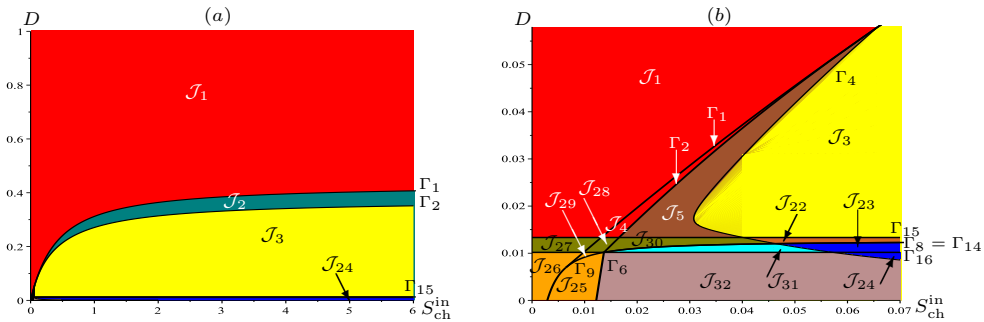 (a)
D
1
0.8
0.6
0.4
0.2
0
0
1
2
3
4
5
6
S_ch^in
𝒥₁
𝒥₂
𝒥₃
𝒥₂₄
Γ₁
Γ₂
Γ₁₅
(b)
D
0.05
0.04
0.03
0.02
0.01
0
0
0.01
0.02
0.03
0.04
0.05
0.06
0.07
S_ch^in
𝒥₁
Γ₄
Γ₁
Γ₂
𝒥₃
𝒥₂₈
𝒥₂₉
𝒥₄
𝒥₅
𝒥₂₂
𝒥₂₃
Γ₁₅
𝒥₂₇
𝒥₃₀
Γ₈ = Γ₁₄
𝒥₂₆
Γ₉
Γ₆
Γ₁₆
𝒥₂₅
𝒥₃₂
𝒥₃₁
𝒥₂₄